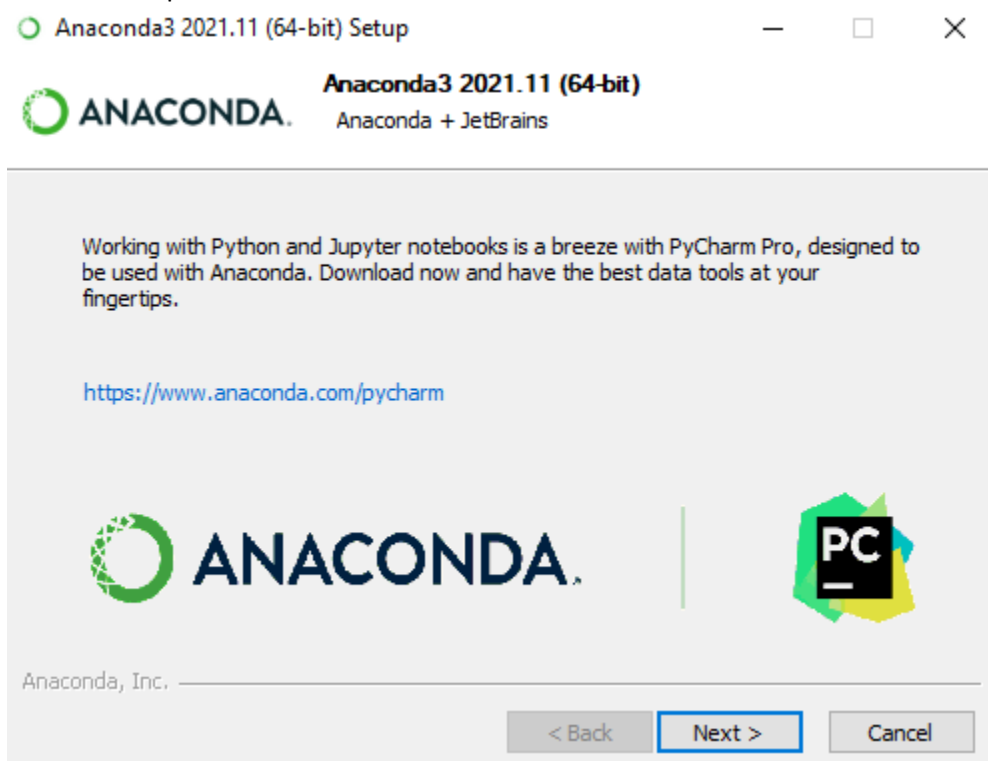 Anaconda3 2021.11 (64-bit) Setup
ANACONDA.
Anaconda3 2021.11 (64-bit)
Anaconda + JetBrains
Working with Python and Jupyter notebooks is a breeze with PyCharm Pro, designed to
be used with Anaconda. Download now and have the best data tools at your
fingertips.
https://www.anaconda.com/pycharm
ANACONDA.
PC
Anaconda, Inc.
< Back Next > Cancel